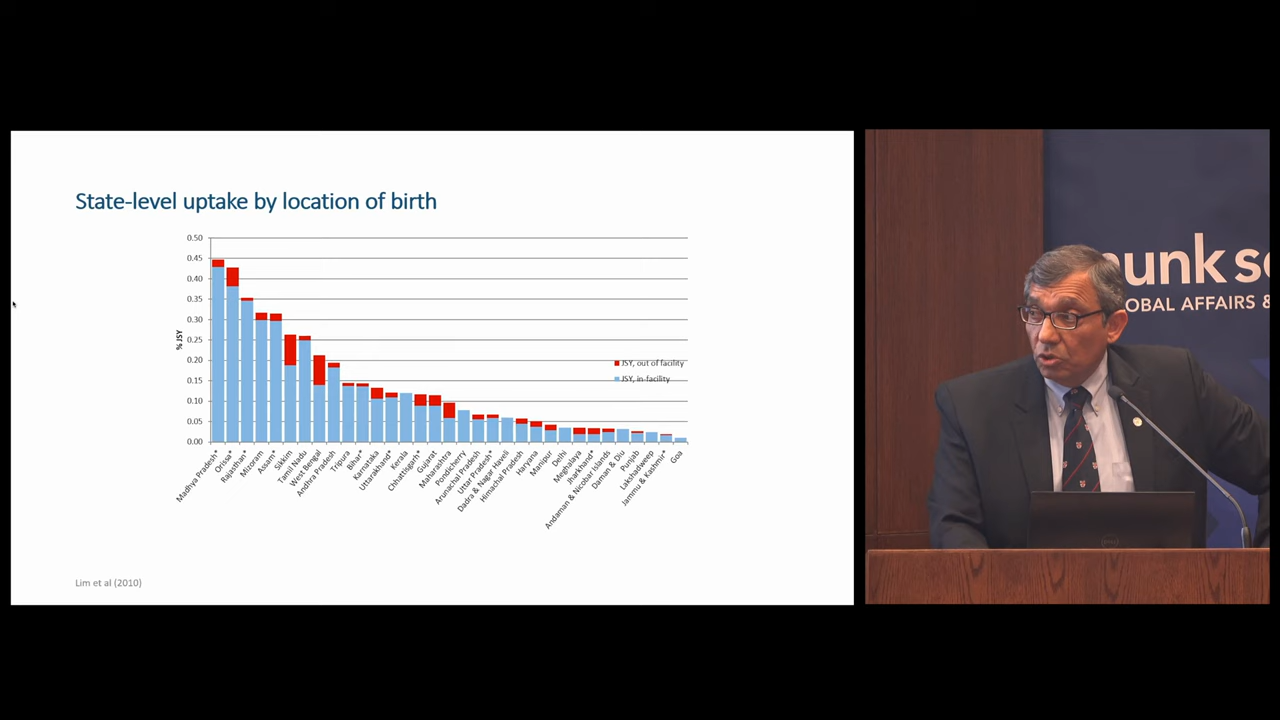 State-level uptake by location of birth
0.50
0.45
0.40
0.35
0.30
0.25
0.20
0.15
0.10
0.05
0.00
% JSY
JSY, out of facility
JSY, in-facility
Madhya Pradesh*
Orissa*
Rajasthan*
Mizoram
Assam*
Sikkim
Tamil Nadu
West Bengal
Andhra Pradesh
Tripura
Bihar*
Karnataka
Uttarakhand*
Kerala
Chhatisgarh*
Gujarat
Maharashtra
Pondicherry
Arunachal Pradesh
Uttar Pradesh*
Dadra & Nagar Haveli
Himachal Pradesh
Haryana
Manipur
Delhi
Meghalaya
Jharkhand*
Andaman & Nicobar Islands
Daman & Diu
Punjab
Lakshadweep
Jammu & Kashmir*
Goa
Lim et al (2010)
unk sc
OBAL AFFAIRS &
DELL